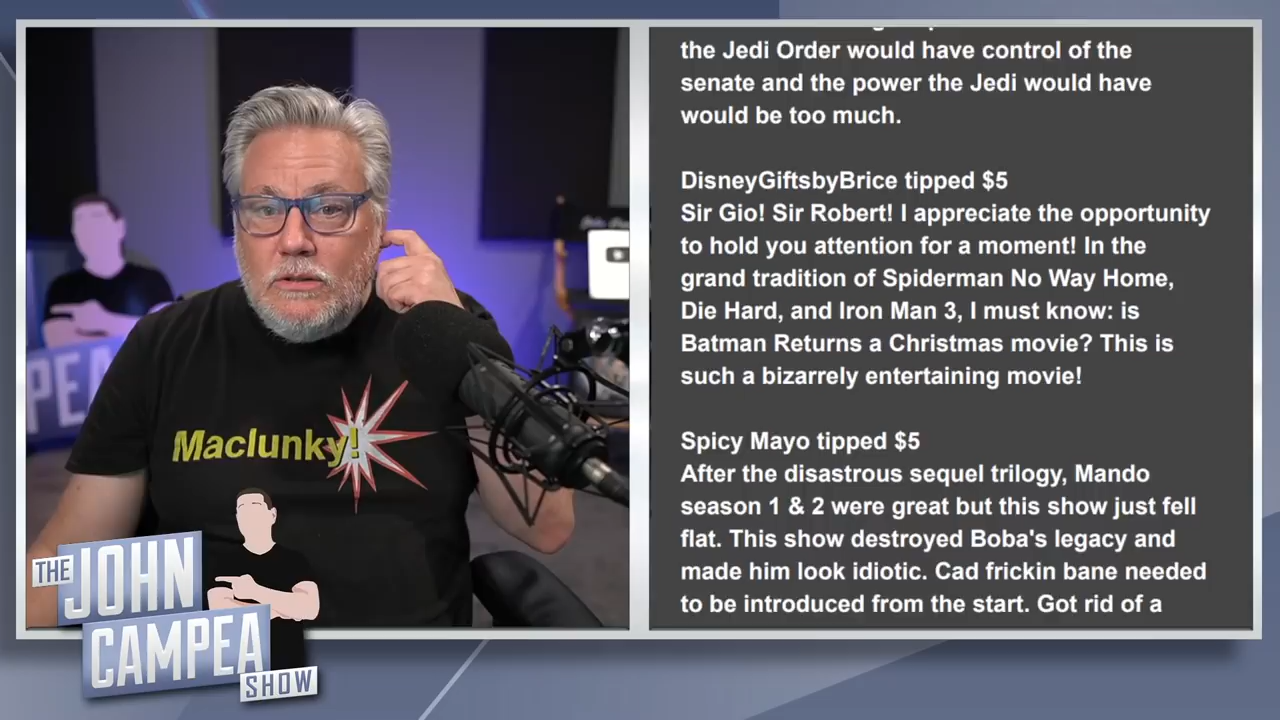 the Jedi Order would have control of the
senate and the power the Jedi would have
would be too much.
DisneyGiftsbyBrice tipped $5
Sir Gio! Sir Robert! I appreciate the opportunity
to hold you attention for a moment! In the
grand tradition of Spiderman No Way Home,
Die Hard, and Iron Man 3, I must know: is
Batman Returns a Christmas movie? This is
such a bizarrely entertaining movie!
Spicy Mayo tipped $5
After the disastrous sequel trilogy, Mando
season 1 & 2 were great but this show just fell
flat. This show destroyed Boba's legacy and
made him look idiotic. Cad frickin bane needed
to be introduced from the start. Got rid of a
Maclunky!
THE
JOHN
CAMPEA
SHOW